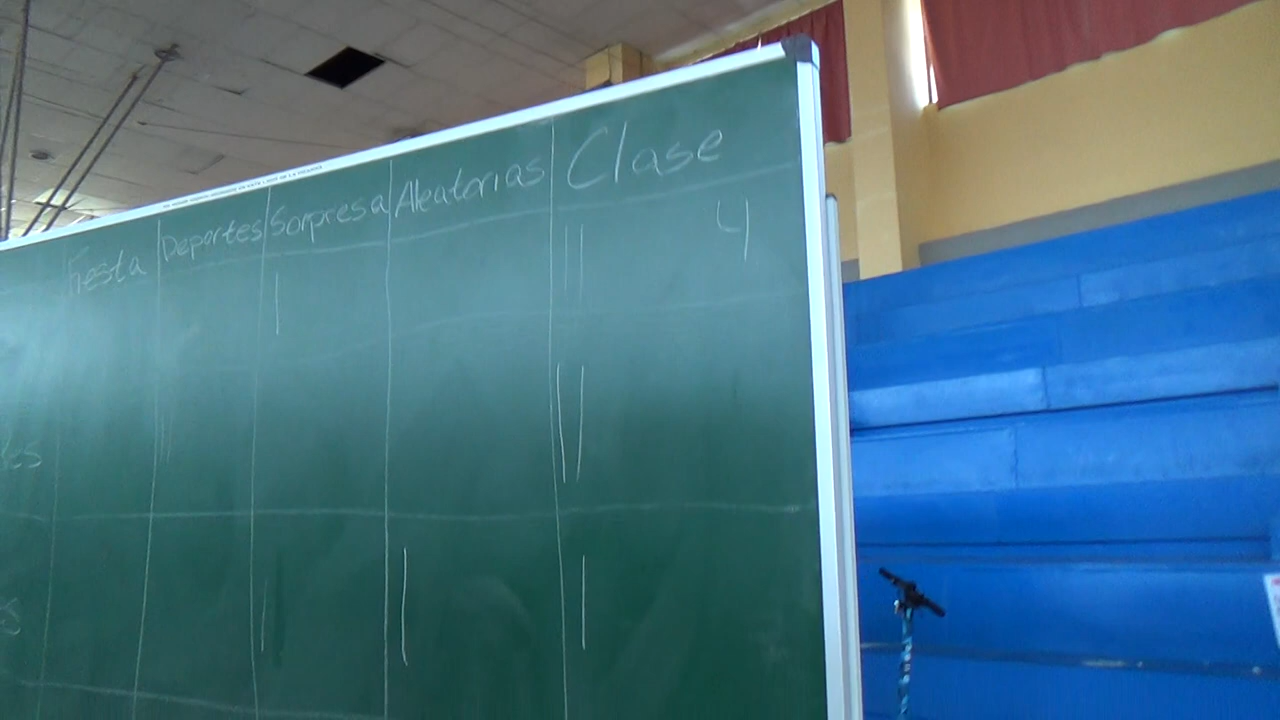 Fiesta Deportes Sorpresa Aleatorias Clase
| || 4
||
| | |